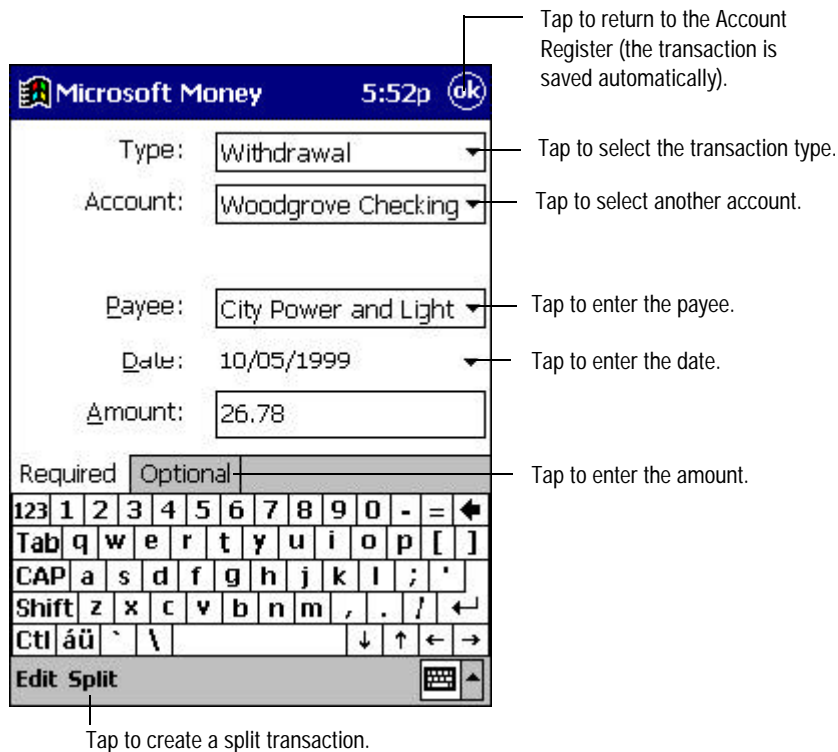 Tap to return to the Account
Register (the transaction is
saved automatically).
Microsoft Money 5:52p ok
Type: Withdrawal
Tap to select the transaction type.
Account: Woodgrove Checking
Tap to select another account.
Payee: City Power and Light
Tap to enter the payee.
Date: 10/05/1999
Tap to enter the date.
Amount: 26.78
Required Optional
Tap to enter the amount.
123 1 2 3 4 5 6 7 8 9 0 - = 🡄
Tab q w e r t y u i o p [ ]
CAP a s d f g h j k l ; '
Shift z x c v b n m , . / ↵
Ctl áü ` \ ↓ ↑ ← →
Edit Split
Tap to create a split transaction.